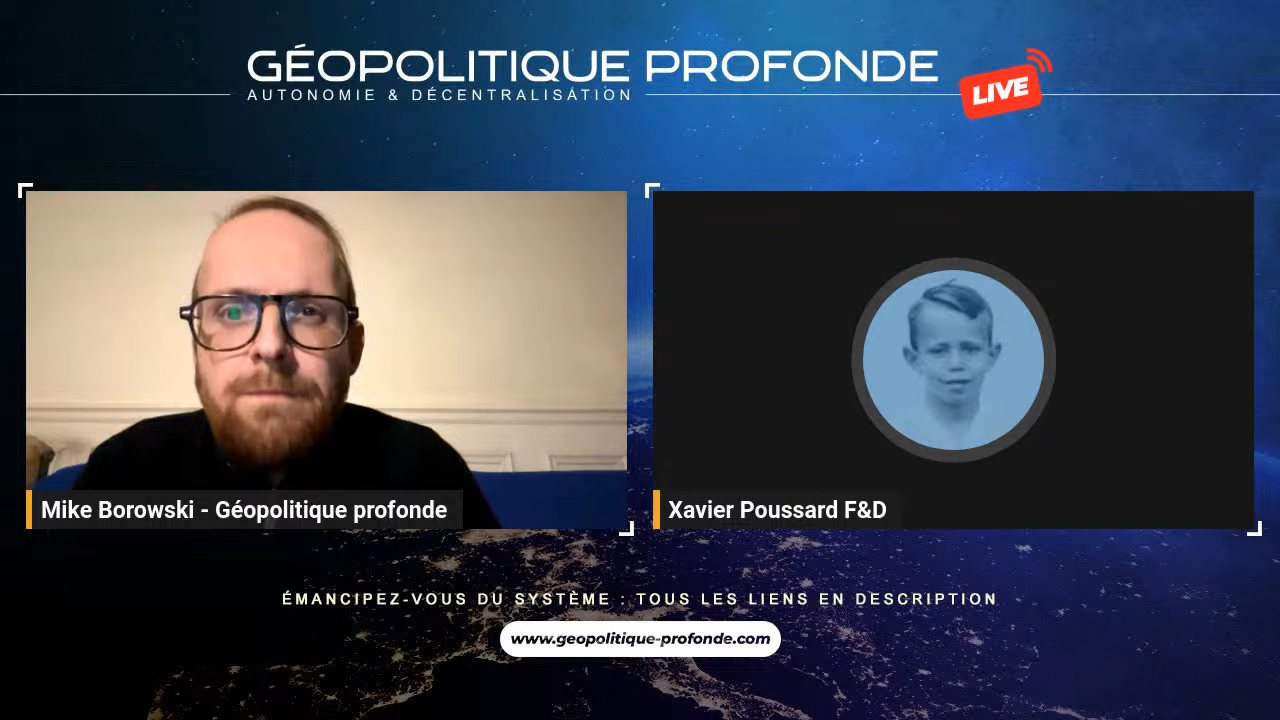 GÉOPOLITIQUE PROFONDE
AUTONOMIE & DÉCENTRALISATION
LIVE
Mike Borowski - Géopolitique profonde
Xavier Poussard F&D
ÉMANCIPEZ-VOUS DU SYSTÈME : TOUS LES LIENS EN DESCRIPTION
www.geopolitique-profonde.com